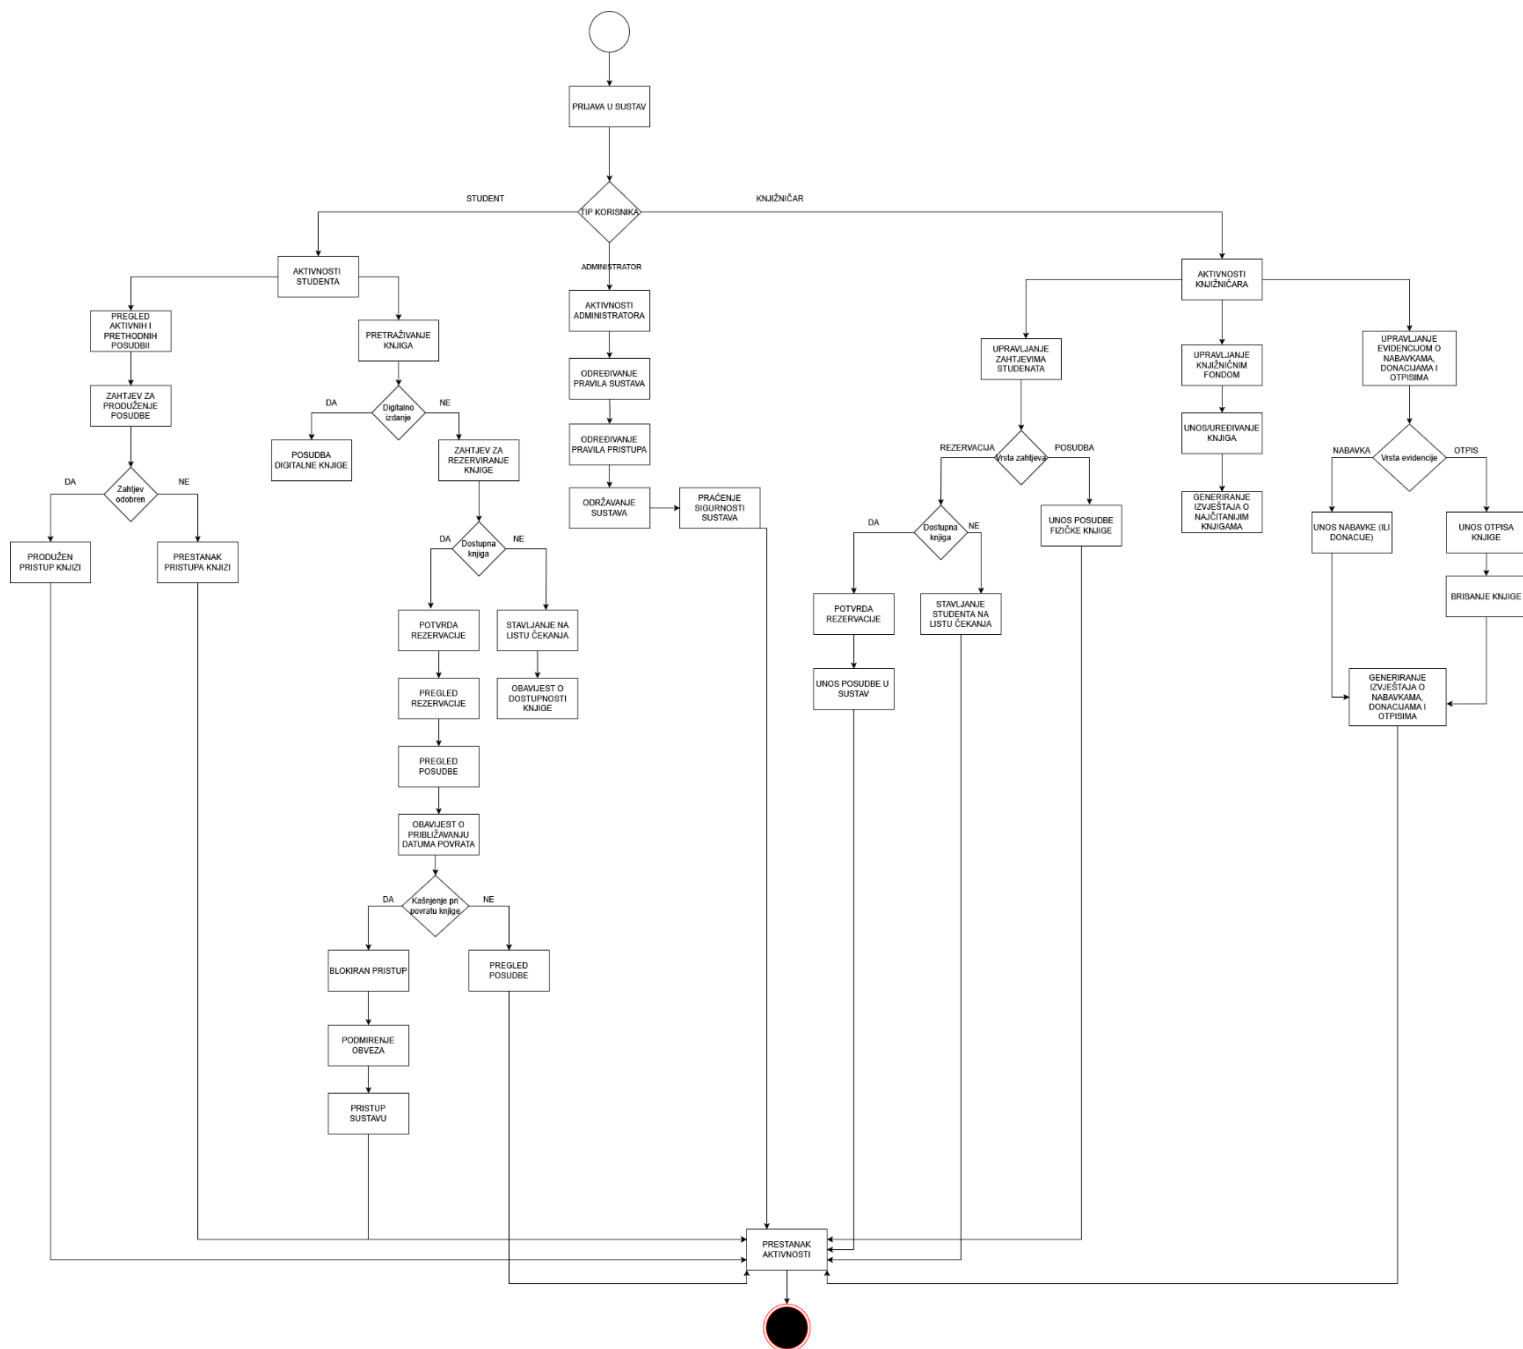 PRIJAVA U SUSTAV
STUDENT
TIP KORISNIKA
KNJIŽNIČAR
ADMINISTRATOR
AKTIVNOSTI
STUDENTA
PREGLED
AKTIVNIH I
PRETHODNIH
POSUDBII
ZAHTJEV ZA
PRODUŽENJE
POSUDBE
Zahtjev
odobren
DA
NE
PRODUŽEN
PRISTUP KNJIZI
PRESTANAK
PRISTUPA KNJIZI
PRETRAŽIVANJE
KNJIGA
Digitalno
izdanje
DA
NE
POSUDBA
DIGITALNE KNJIGE
ZAHTJEV ZA
REZERVIRANJE
KNJIGE
Dostupna
knjiga
DA
NE
POTVRDA
REZERVACIJE
STAVLJANJE NA
LISTU ČEKANJA
PREGLED
REZERVACIJE
OBAVIJEST O
DOSTUPNOSTI
KNJIGE
PREGLED
POSUDBE
OBAVIJEST O
PRIBLIŽAVANJU
DATUMA POVRATA
Kašnjenje pri
povratu knjige
DA
NE
BLOKIRAN PRISTUP
PREGLED
POSUDBE
PODMIRENJE
OBVEZA
PRISTUP
SUSTAVU
AKTIVNOSTI
ADMINISTRATORA
ODREĐIVANJE
PRAVILA SUSTAVA
ODREĐIVANJE
PRAVILA PRISTUPA
ODRŽAVANJE
SUSTAVA
PRAĆENJE
SIGURNOSTI
SUSTAVA
AKTIVNOSTI
KNJIŽNIČARA
UPRAVLJANJE
ZAHTJEVIMA
STUDENATA
REZERVACIJA
POSUDBA
Vrsta zahtjeva
DA
NE
Dostupna
knjiga
UNOS POSUDBE
FIZIČKE KNJIGE
POTVRDA
REZERVACIJE
STAVLJANJE
STUDENTA NA
LISTU ČEKANJA
UNOS POSUDBE U
SUSTAV
UPRAVLJANJE
KNJIŽNIČNIM
FONDOM
UNOS/UREĐIVANJE
KNJIGA
GENERIRANJE
IZVJEŠTAJA O
NAJČITANIJIM
KNJIGAMA
UPRAVLJANJE
EVIDENCIJOM O
NABAVKAMA,
DONACIJAMA I
OTPISIMA
NABAVKA
OTPIS
Vrsta evidencije
UNOS NABAVKE (ILI
DONACIJE)
UNOS OTPISA
KNJIGE
BRISANJE KNJIGE
GENERIRANJE
IZVJEŠTAJA O
NABAVKAMA,
DONACIJAMA I
OTPISIMA
PRESTANAK
AKTIVNOSTI